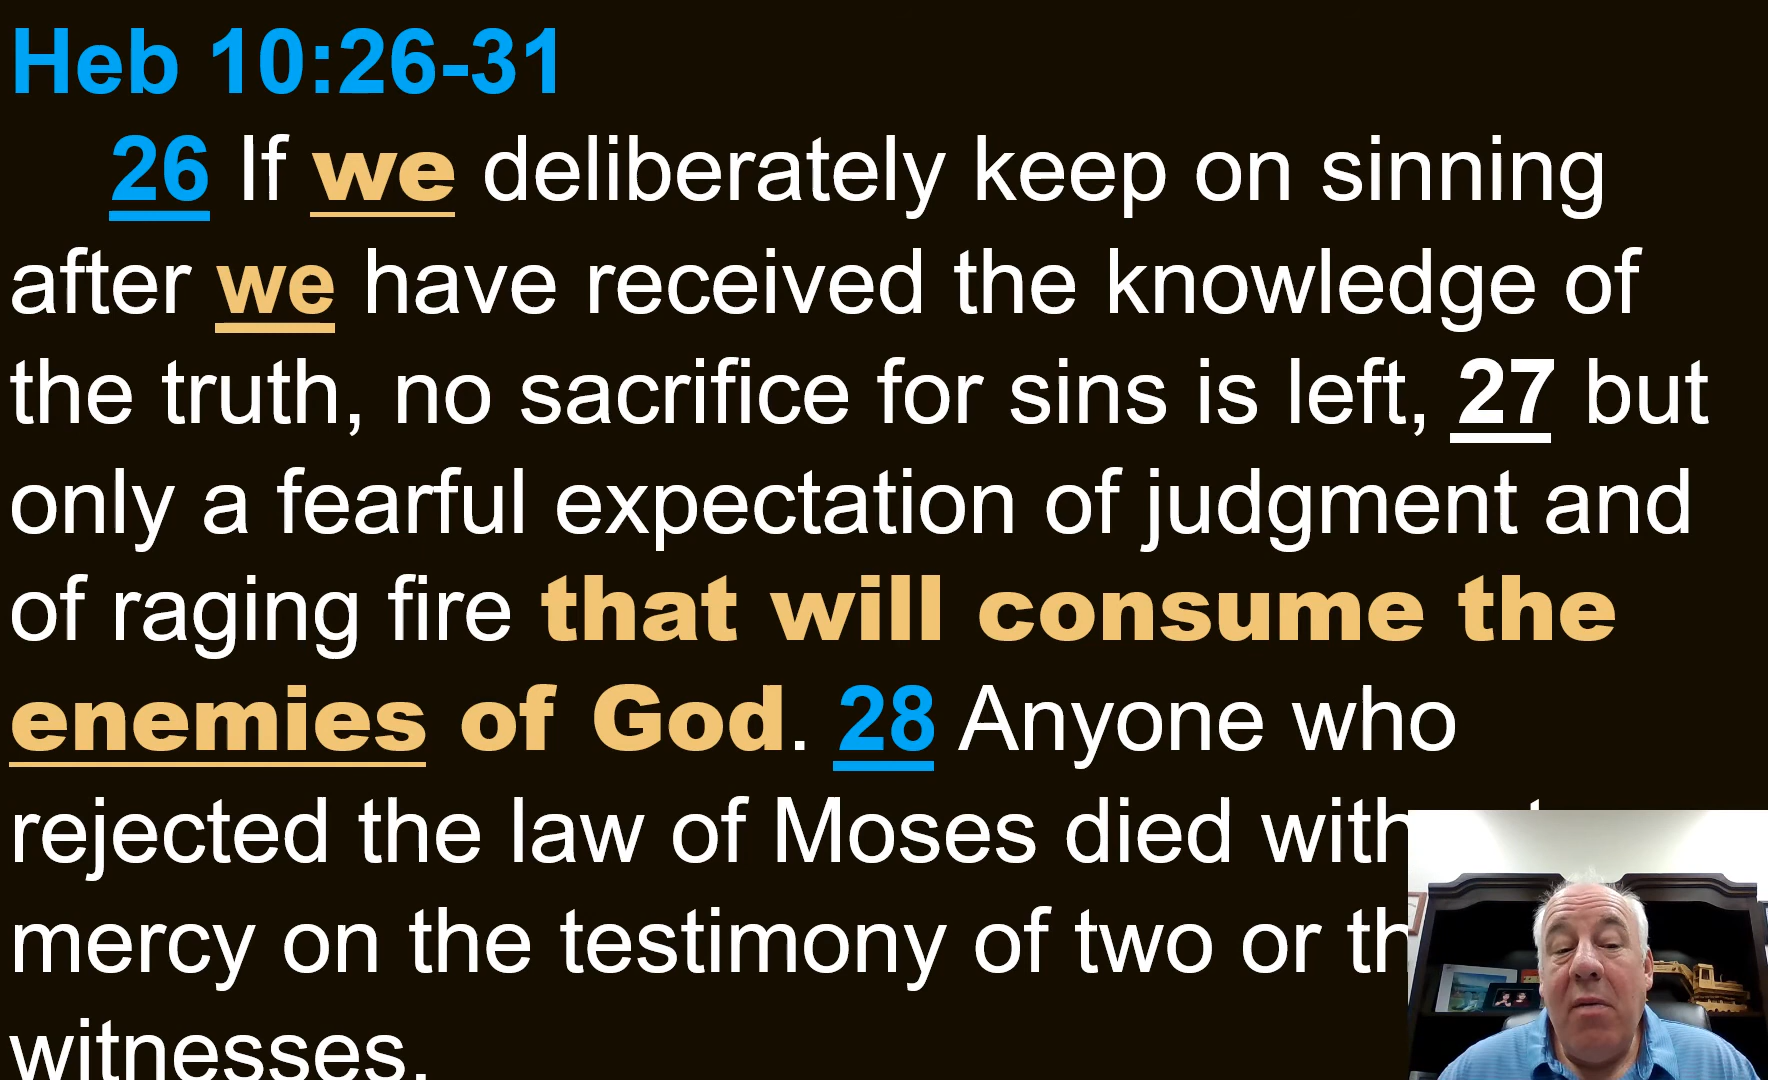 Heb 10:26-31
26 If we deliberately keep on sinning
after we have received the knowledge of
the truth, no sacrifice for sins is left, 27 but
only a fearful expectation of judgment and
of raging fire that will consume the
enemies of God. 28 Anyone who
rejected the law of Moses died
mercy on the testimony of two or
witnesses.